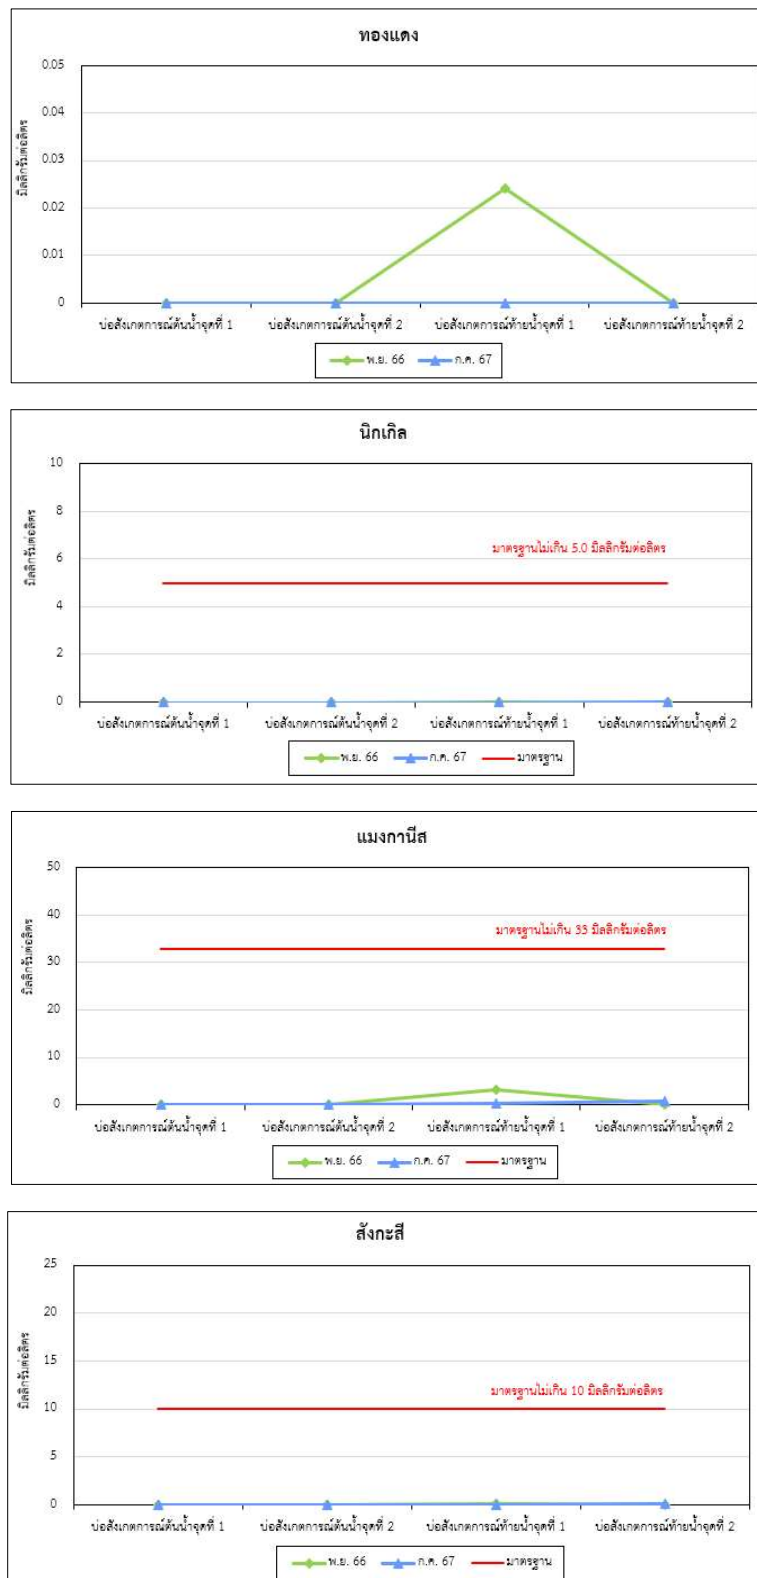 ทองแดง
0.05
0.04
0.03
0.02
0.01
0
มิลลิกรัมต่อลิตร
บ่อสังเกตการณ์ต้นน้ำจุดที่ 1 บ่อสังเกตการณ์ต้นน้ำจุดที่ 2 บ่อสังเกตการณ์ท้ายน้ำจุดที่ 1 บ่อสังเกตการณ์ท้ายน้ำจุดที่ 2
พ.ย. 66 ก.ค. 67
นิกเกิล
10
8
6
4
2
0
มิลลิกรัมต่อลิตร
มาตรฐานไม่เกิน 5.0 มิลลิกรัมต่อลิตร
บ่อสังเกตการณ์ต้นน้ำจุดที่ 1 บ่อสังเกตการณ์ต้นน้ำจุดที่ 2 บ่อสังเกตการณ์ท้ายน้ำจุดที่ 1 บ่อสังเกตการณ์ท้ายน้ำจุดที่ 2
พ.ย. 66 ก.ค. 67 มาตรฐาน
แมงกานีส
50
40
30
20
10
0
มิลลิกรัมต่อลิตร
มาตรฐานไม่เกิน 33 มิลลิกรัมต่อลิตร
บ่อสังเกตการณ์ต้นน้ำจุดที่ 1 บ่อสังเกตการณ์ต้นน้ำจุดที่ 2 บ่อสังเกตการณ์ท้ายน้ำจุดที่ 1 บ่อสังเกตการณ์ท้ายน้ำจุดที่ 2
พ.ย. 66 ก.ค. 67 มาตรฐาน
สังกะสี
25
20
15
10
5
0
มิลลิกรัมต่อลิตร
มาตรฐานไม่เกิน 10 มิลลิกรัมต่อลิตร
บ่อสังเกตการณ์ต้นน้ำจุดที่ 1 บ่อสังเกตการณ์ต้นน้ำจุดที่ 2 บ่อสังเกตการณ์ท้ายน้ำจุดที่ 1 บ่อสังเกตการณ์ท้ายน้ำจุดที่ 2
พ.ย. 66 ก.ค. 67 มาตรฐาน